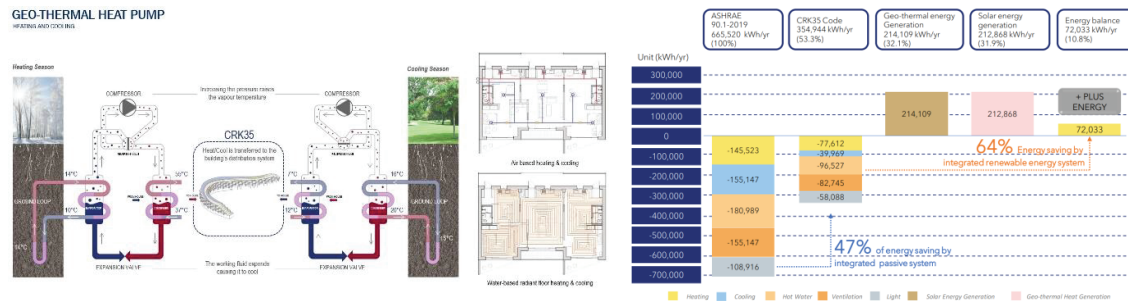 GEO-THERMAL HEAT PUMP
HEATING AND COOLING
Heating Season
Cooling Season
COMPRESSOR
Increasing the pressure raises
the vapour temperature
COMPRESSOR
CRK35
Heat/Cool is transferred to the
building's distribution system
14°C
55°C
7°C
16°C
GROUND LOOP
GROUND LOOP
10°C
37°C
12°C
20°C
14°C
15°C
EXPANSION VALVE
The working fluid expends
causing it to cool
EXPANSION VALVE
Air based heating & cooling
Water-based radiant floor heating & cooling
ASHRAE
90.1-2019
665,520 kWh/yr
(100%)
CRK35 Code
354,944 kWh/yr
(53.3%)
Geo-thermal energy
Generation
214,109 kWh/yr
(32.1%)
Solar energy
generation
212,868 kWh/yr
(31.9%)
Energy balance
72,033 kWh/yr
(10.8%)
Unit (kWh/yr)
300,000
200,000
100,000
0
-100,000
-200,000
-300,000
-400,000
-500,000
-600,000
-700,000
-145,523
-155,147
-180,989
-155,147
-108,916
-77,612
-39,969
-96,527
-82,745
-58,088
214,109
212,868
+ PLUS
ENERGY
72,033
64% Energy saving by
integrated renewable energy system
47% of energy saving by
integrated passive system
Heating
Cooling
Hot Water
Ventilation
Light
Solar Energy Generation
Geo-thermal Heat Generation